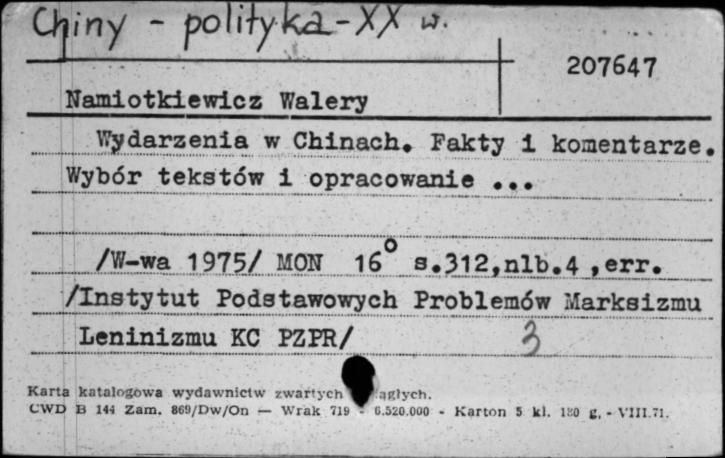 Chiny - polityka - XX w.
207647
Namiotkiewicz Walery
Wydarzenia w Chinach. Fakty i komentarze.
Wybór tekstów i opracowanie ...
/W-wa 1975/ MON 16° s.312,nlb.4 ,err.
/Instytut Podstawowych Problemów Marksizmu
Leninizmu KC PZPR/
3
Karta katalogowa wydawnictw zwartych
CWD B 144 Zam. 869/Dw/On — Wrak 719 - 6.520.000 - Karton 5 kl. 180 g. - VIII.71.